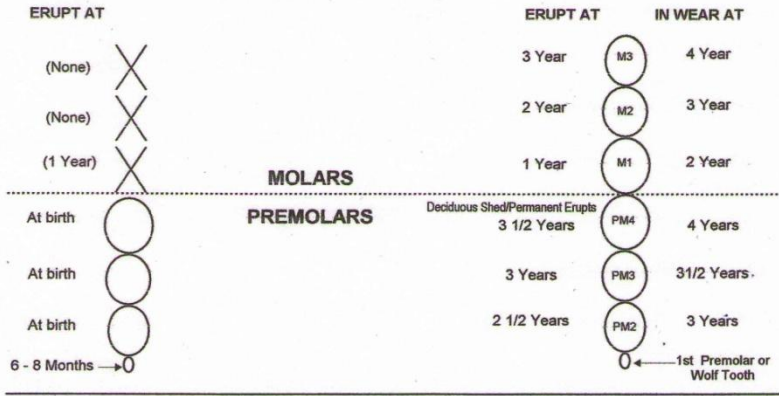 ERUPT AT
ERUPT AT IN WEAR AT
(None)
3 Year M3 4 Year
(None)
2 Year M2 3 Year
(1 Year)
1 Year M1 2 Year
MOLARS
PREMOLARS
Deciduous Shed/Permanent Erupts
At birth
3 1/2 Years PM4 4 Years
At birth
3 Years PM3 31/2 Years
At birth
2 1/2 Years PM2 3 Years
6 - 8 Months
1st Premolar or
Wolf Tooth